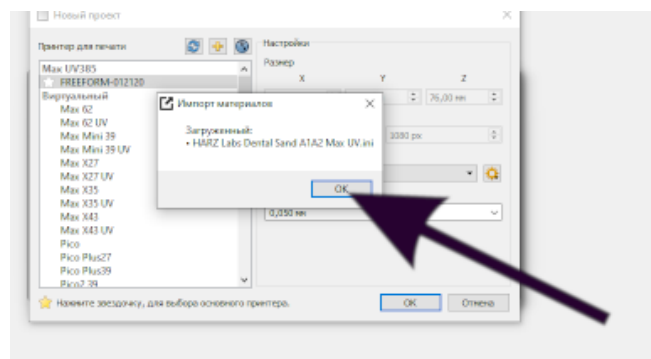 Новый проект
Принтер для печати
Max UV385
FREEFORM-012120
Виртуальный
Max 62
Max 62 UV
Max Mini 39
Max Mini 39 UV
Max X27
Max X27 UV
Max X35
Max X35 UV
Max X43
Max X43 UV
Pico
Pico Plus27
Pico Plus39
Pico2 39
Нажмите звездочку, для выбора основного принтера.
Настройки
Размер
X Y Z
76,00 мм
1080 px
0,050 мм
OK Отмена
Импорт материалов
Загруженный:
• HARZ Labs Dental Sand A1A2 Max UV.ini
OK